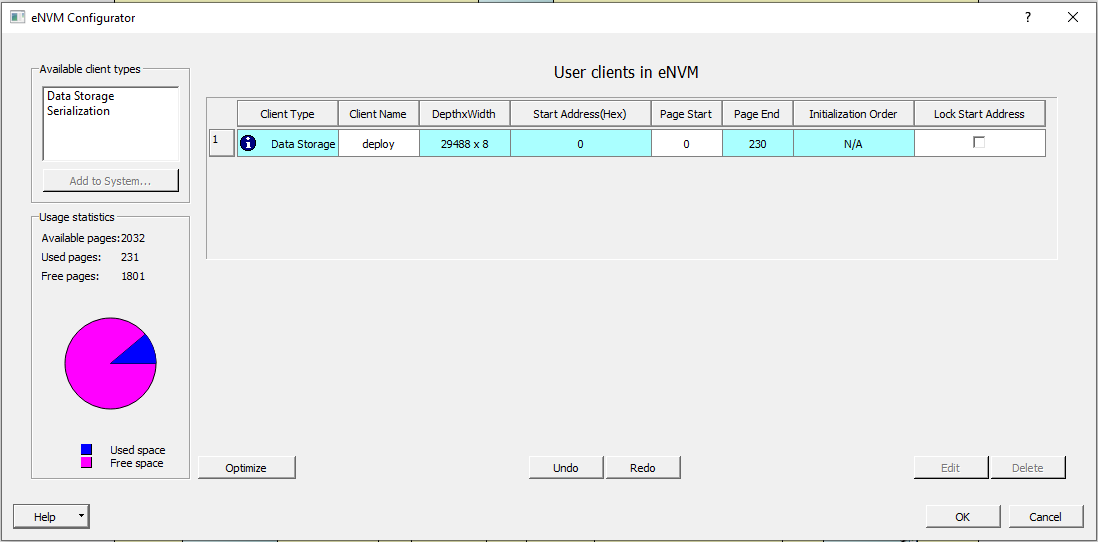 eNVM Configurator
?
Available client types
Data Storage
Serialization
Add to System...
Usage statistics
Available pages:2032
Used pages: 231
Free pages: 1801
Used space
Free space
User clients in eNVM
Client Type Client Name DepthxWidth Start Address(Hex) Page Start Page End Initialization Order Lock Start Address
1 Data Storage deploy 29488 x 8 0 0 230 N/A
Optimize Undo Redo Edit Delete
Help OK Cancel